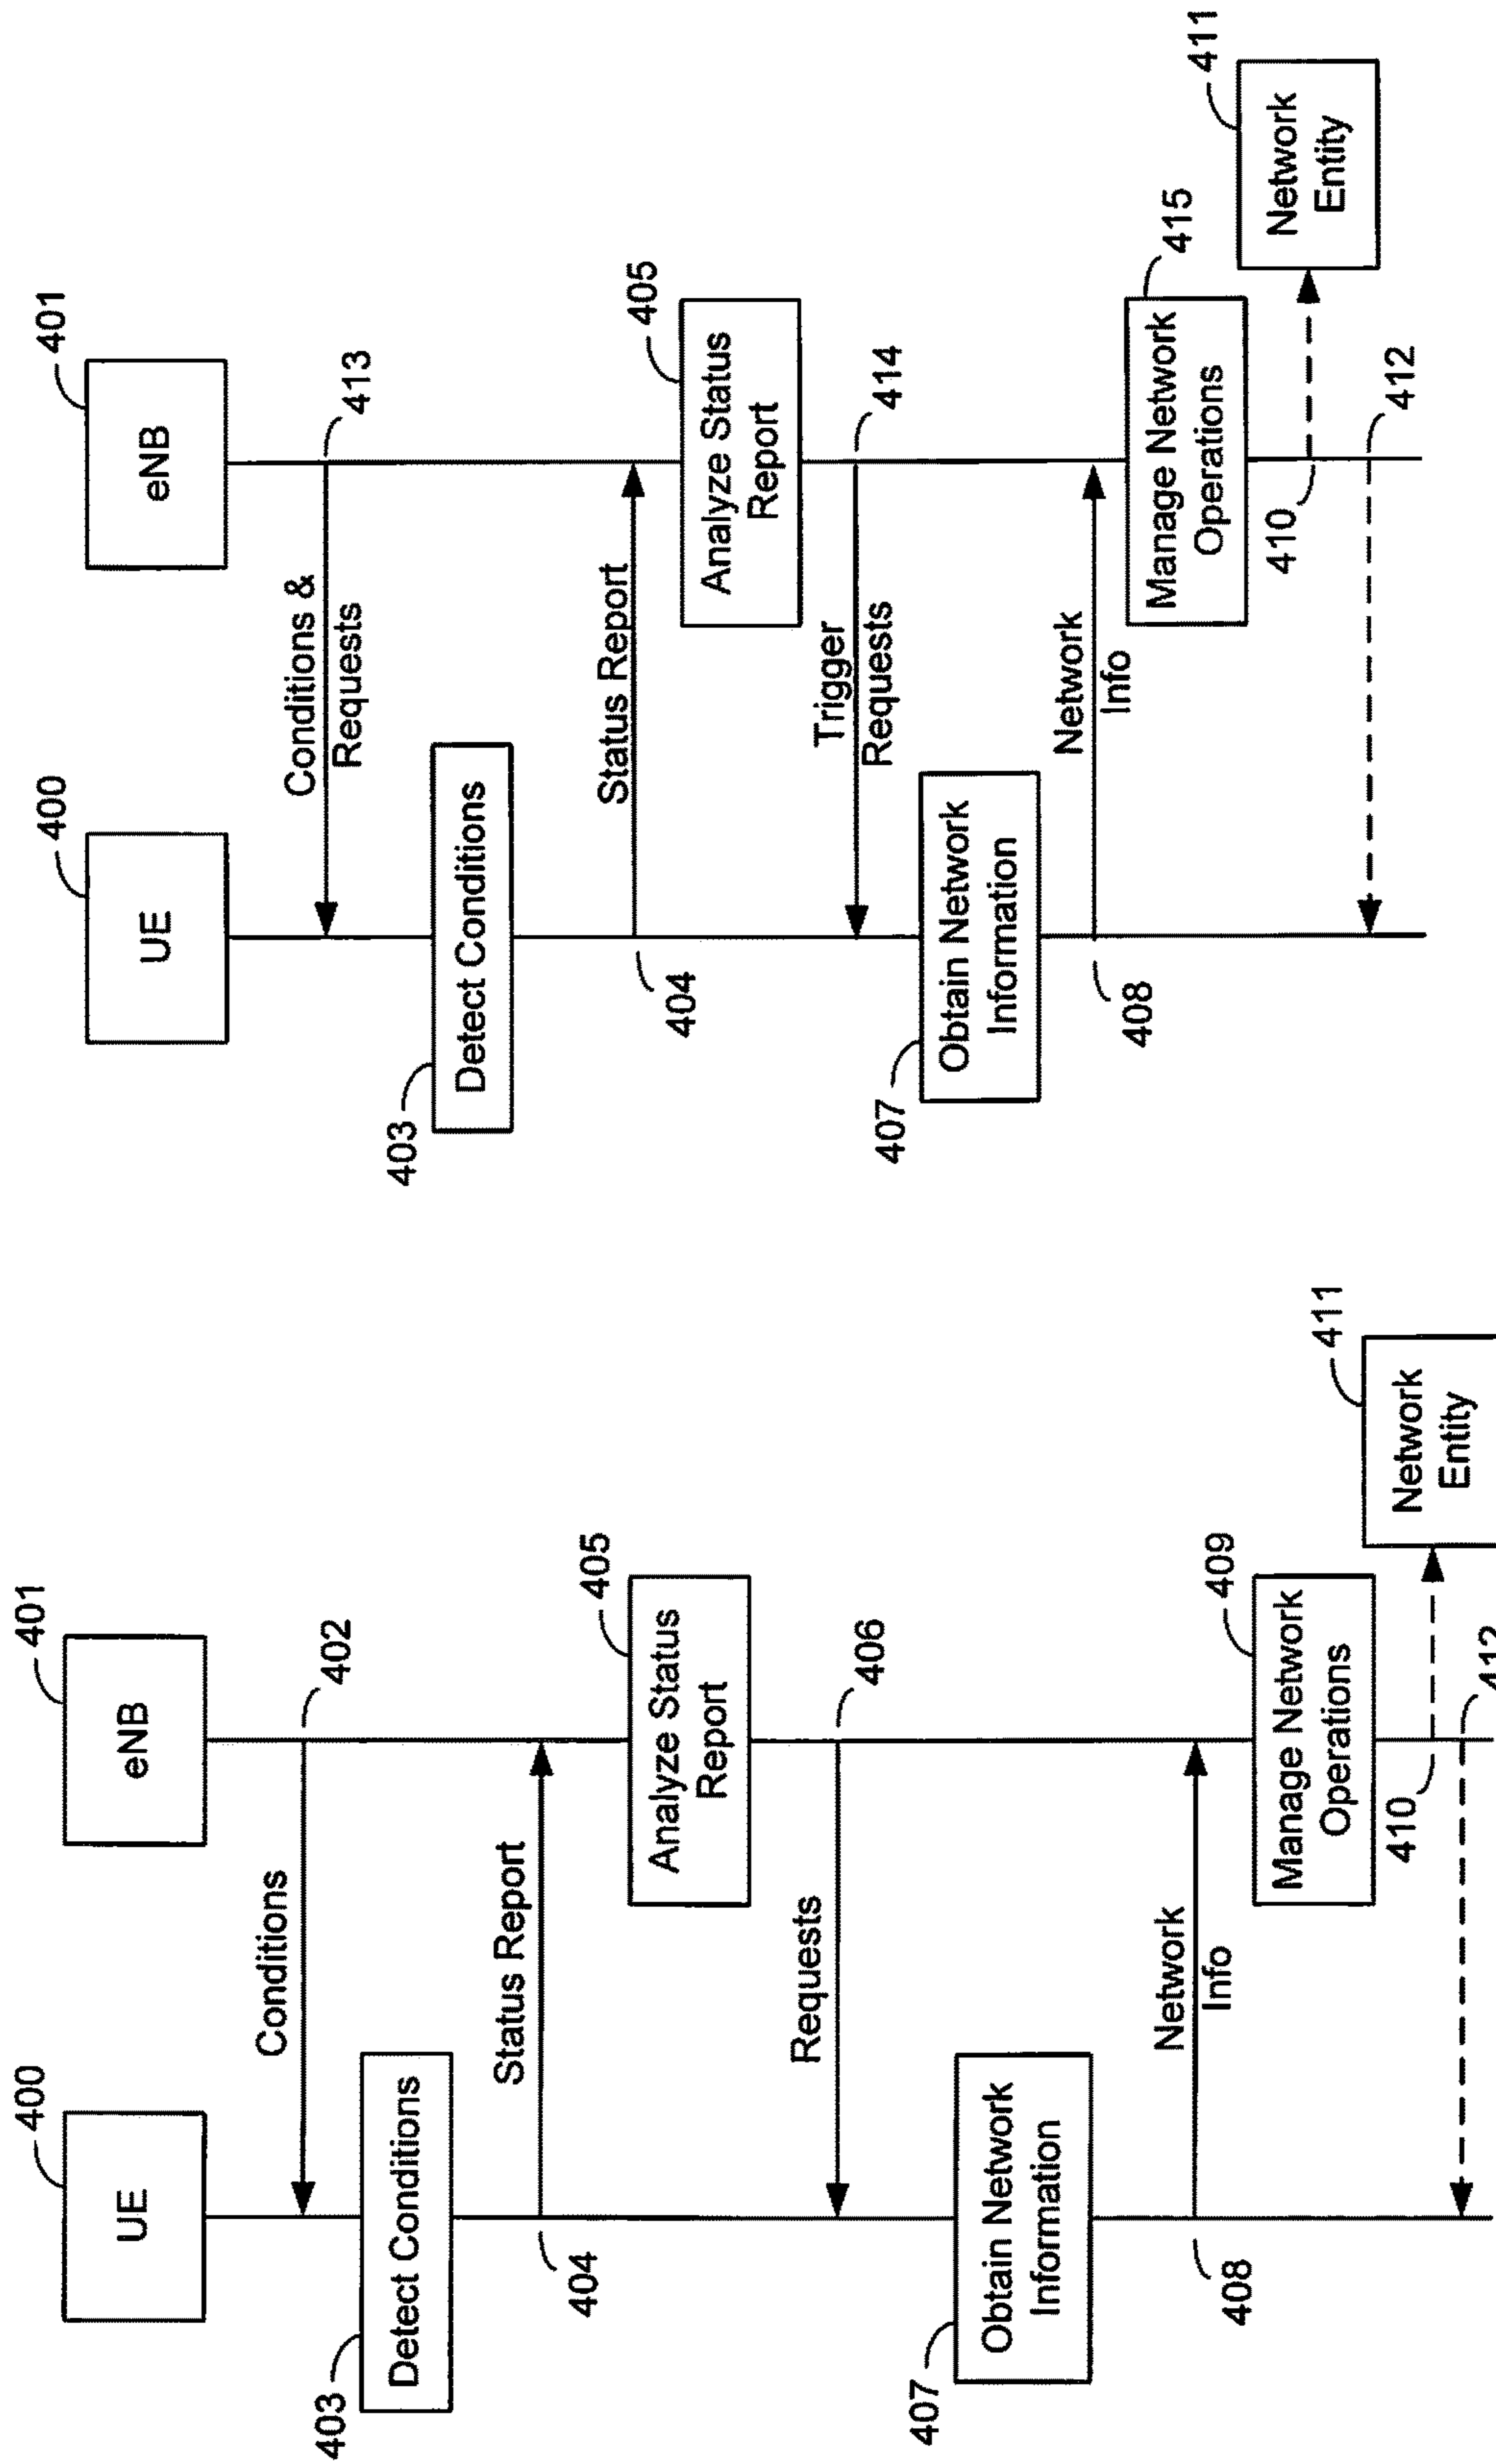 400
401
UE
eNB
Conditions
402
403
Detect Conditions
Status Report
404
405
Analyze Status
Report
Requests
406
407
Obtain Network
Information
Network
Info
408
409
Manage Network
Operations
410
411
Network
Entity
412
400
401
UE
eNB
Conditions &
Requests
413
403
Detect Conditions
Status Report
404
405
Analyze Status
Report
Trigger
Requests
414
407
Obtain Network
Information
Network
Info
408
415
Manage Network
Operations
410
411
Network
Entity
412